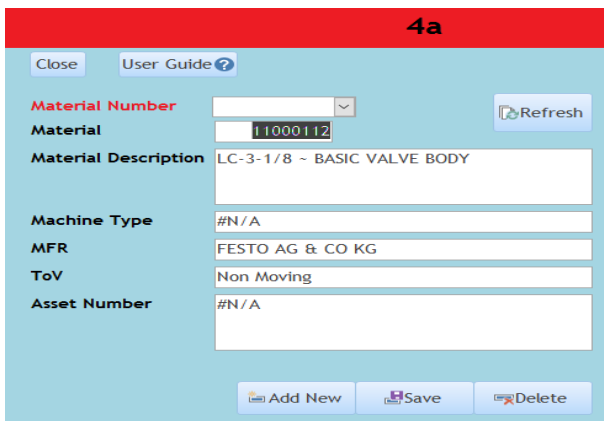 4a
Close User Guide
Material Number
Refresh
Material 11000112
Material Description LC-3-1/8 ~ BASIC VALVE BODY
Machine Type #N/A
MFR FESTO AG & CO KG
ToV Non Moving
Asset Number #N/A
Add New Save Delete